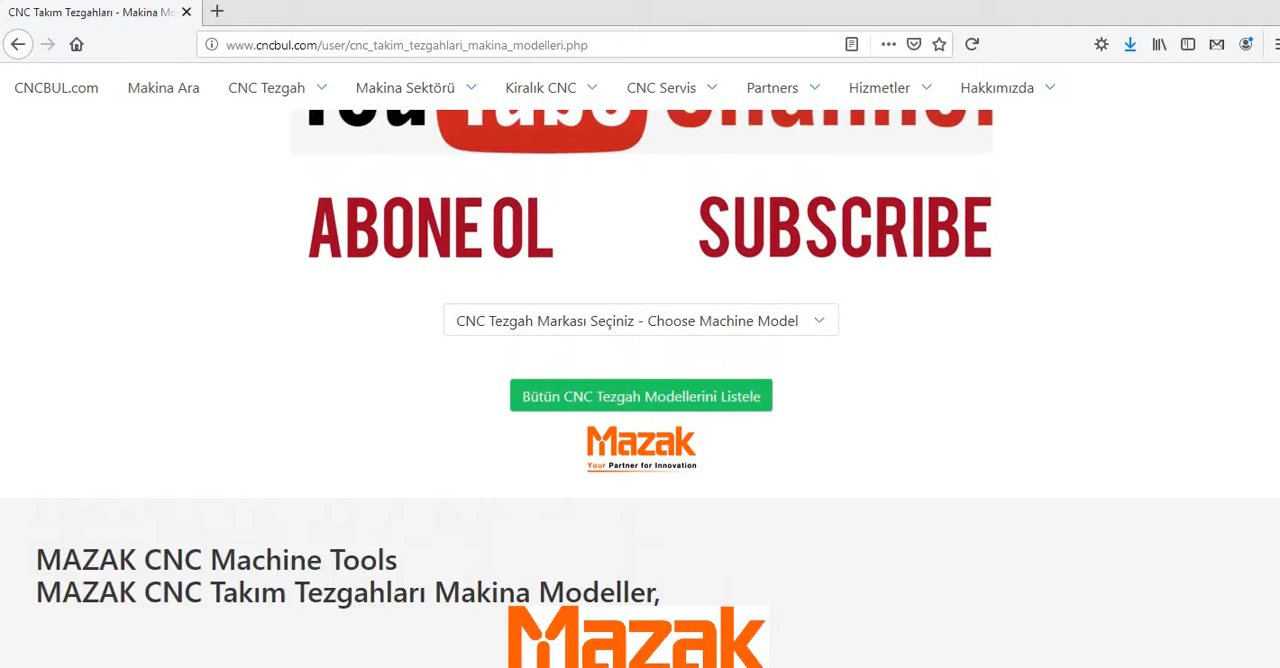 CNC Takım Tezgahları - Makina Mo
www.cncbul.com/user/cnc_takim_tezgahlari_makina_modelleri.php
CNCBUL.com Makina Ara CNC Tezgah Makina Sektörü Kiralık CNC CNC Servis Partners Hizmetler Hakkımızda
You Tube Channel
ABONE OL SUBSCRIBE
CNC Tezgah Markası Seçiniz - Choose Machine Model
Bütün CNC Tezgah Modellerini Listele
Mazak
Your Partner for Innovation
MAZAK CNC Machine Tools
MAZAK CNC Takım Tezgahları Makina Modeller,
Mazak